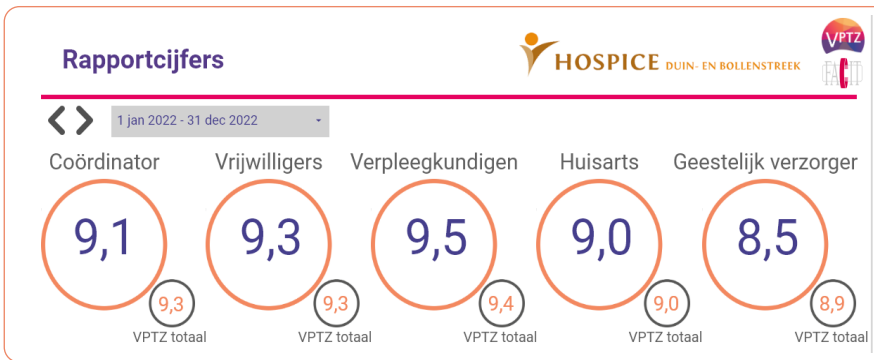 Rapportcijfers
HOSPICE DUIN- EN BOLLENSTREEK
VPTZ
FACIT
1 jan 2022 - 31 dec 2022
Coördinator Vrijwilligers Verpleegkundigen Huisarts Geestelijk verzorger
9,1 9,3 9,5 9,0 8,5
9,3 9,3 9,4 9,0 8,9
VPTZ totaal VPTZ totaal VPTZ totaal VPTZ totaal VPTZ totaal